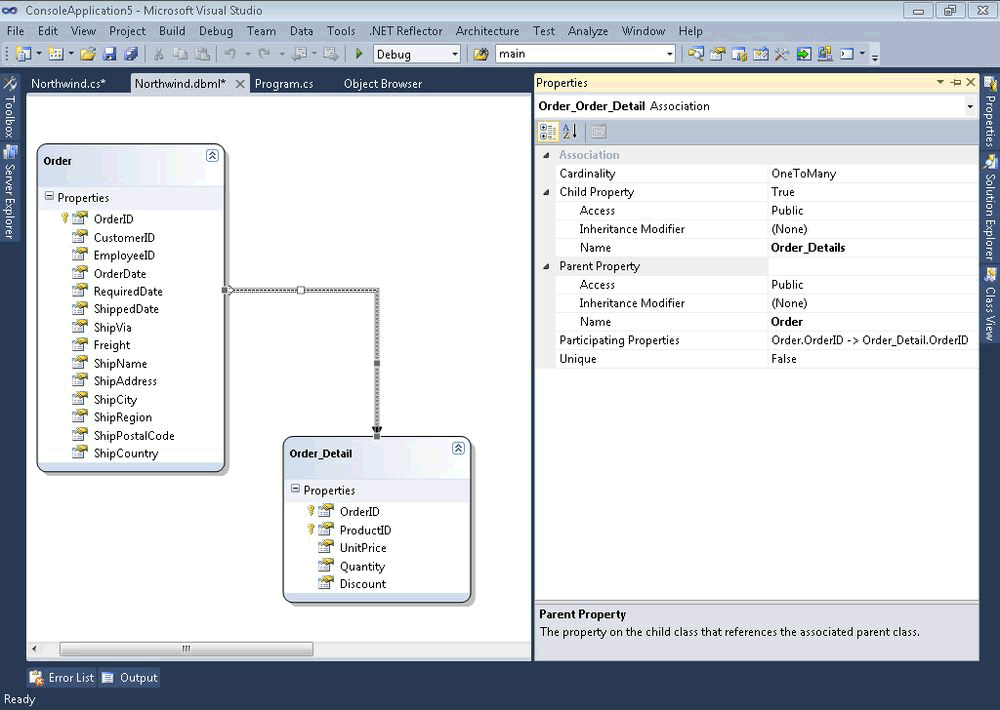 ConsoleApplication5 - Microsoft Visual Studio
File Edit View Project Build Debug Team Data Tools .NET Reflector Architecture Test Analyze Window Help
Debug main
Northwind.cs* Northwind.dbml* Program.cs Object Browser
Toolbox
Server Explorer
Order
Properties
OrderID
CustomerID
EmployeeID
OrderDate
RequiredDate
ShippedDate
ShipVia
Freight
ShipName
ShipAddress
ShipCity
ShipRegion
ShipPostalCode
ShipCountry
Order_Detail
Properties
OrderID
ProductID
UnitPrice
Quantity
Discount
Properties
Order_Order_Detail Association
Association
Cardinality OneToMany
Child Property True
Access Public
Inheritance Modifier (None)
Name Order_Details
Parent Property
Access Public
Inheritance Modifier (None)
Name Order
Participating Properties Order.OrderID -> Order_Detail.OrderID
Unique False
Parent Property
The property on the child class that references the associated parent class.
Properties
Solution Explorer
Class View
Error List Output
Ready